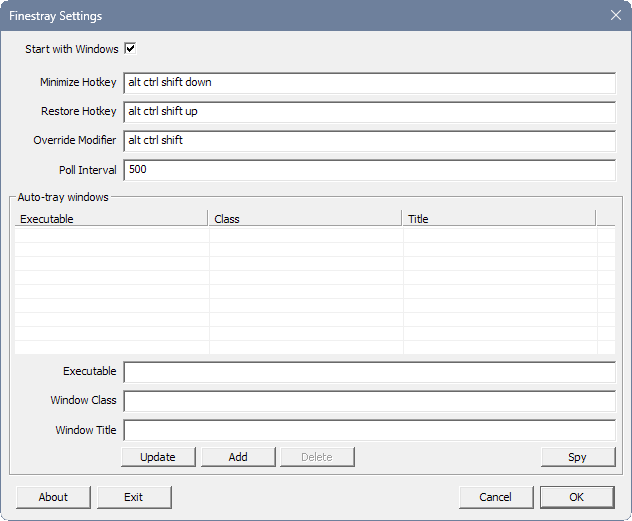 Finestray Settings
Start with Windows
Minimize Hotkey alt ctrl shift down
Restore Hotkey alt ctrl shift up
Override Modifier alt ctrl shift
Poll Interval 500
Auto-tray windows
Executable Class Title
Executable
Window Class
Window Title
Update Add Delete Spy
About Exit Cancel OK